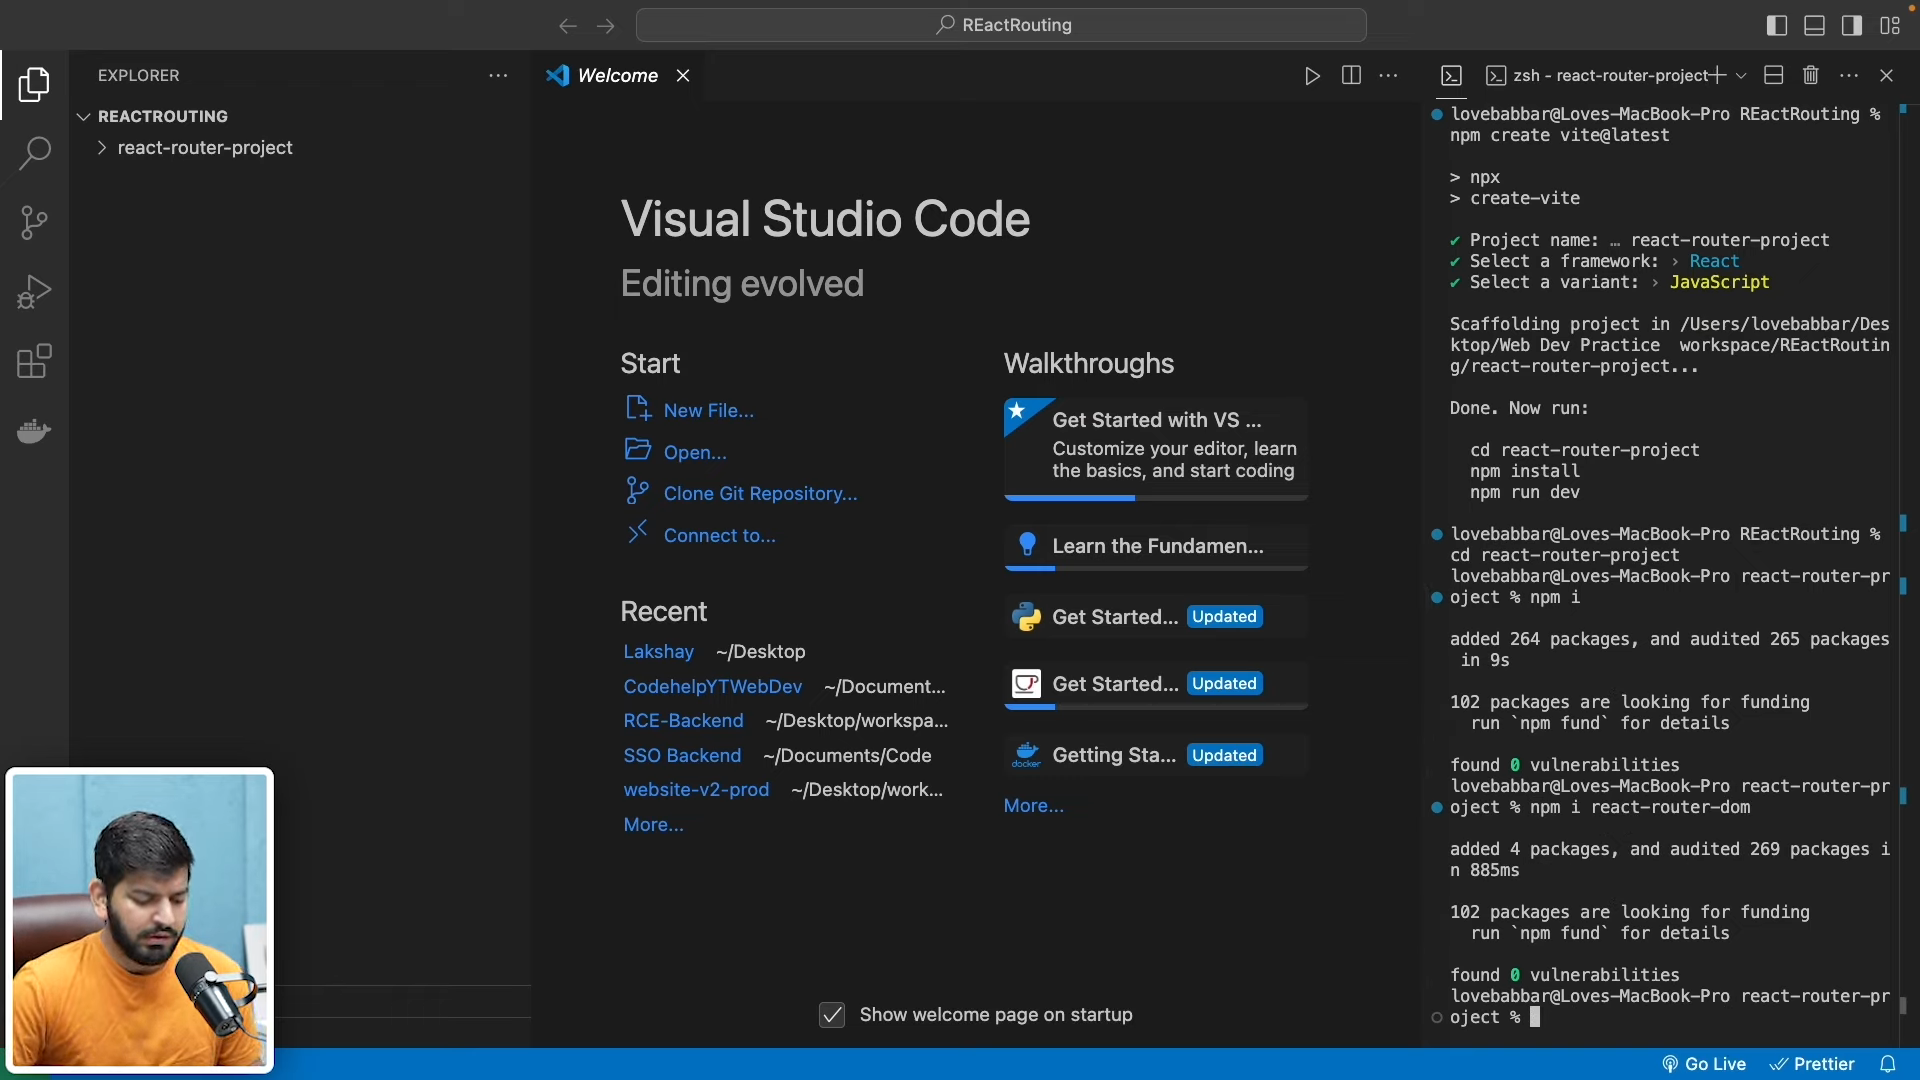 REactRouting
EXPLORER
REACTROUTING
react-router-project
Welcome
Visual Studio Code
Editing evolved
Start
New File...
Open...
Clone Git Repository...
Connect to...
Recent
Lakshay ~/Desktop
CodehelpYTWebDev ~/Document...
RCE-Backend ~/Desktop/workspa...
SSO Backend ~/Documents/Code
website-v2-prod ~/Desktop/work...
More...
Walkthroughs
Get Started with VS ...
Customize your editor, learn
the basics, and start coding
Learn the Fundamen...
Get Started... Updated
Get Started... Updated
docker
Getting Sta... Updated
More...
Show welcome page on startup
zsh - react-router-project
lovebabbar@Loves-MacBook-Pro REactRouting %
npm create vite@latest
> npx
> create-vite
✔ Project name: … react-router-project
✔ Select a framework: › React
✔ Select a variant: › JavaScript
Scaffolding project in /Users/lovebabbar/Des
ktop/Web Dev Practice  workspace/REactRoutin
g/react-router-project...
Done. Now run:
cd react-router-project
npm install
npm run dev
lovebabbar@Loves-MacBook-Pro REactRouting %
cd react-router-project
lovebabbar@Loves-MacBook-Pro react-router-pr
oject % npm i
added 264 packages, and audited 265 packages
in 9s
102 packages are looking for funding
run `npm fund` for details
found 0 vulnerabilities
lovebabbar@Loves-MacBook-Pro react-router-pr
oject % npm i react-router-dom
added 4 packages, and audited 269 packages i
n 885ms
102 packages are looking for funding
run `npm fund` for details
found 0 vulnerabilities
lovebabbar@Loves-MacBook-Pro react-router-pr
oject %
Go Live
Prettier